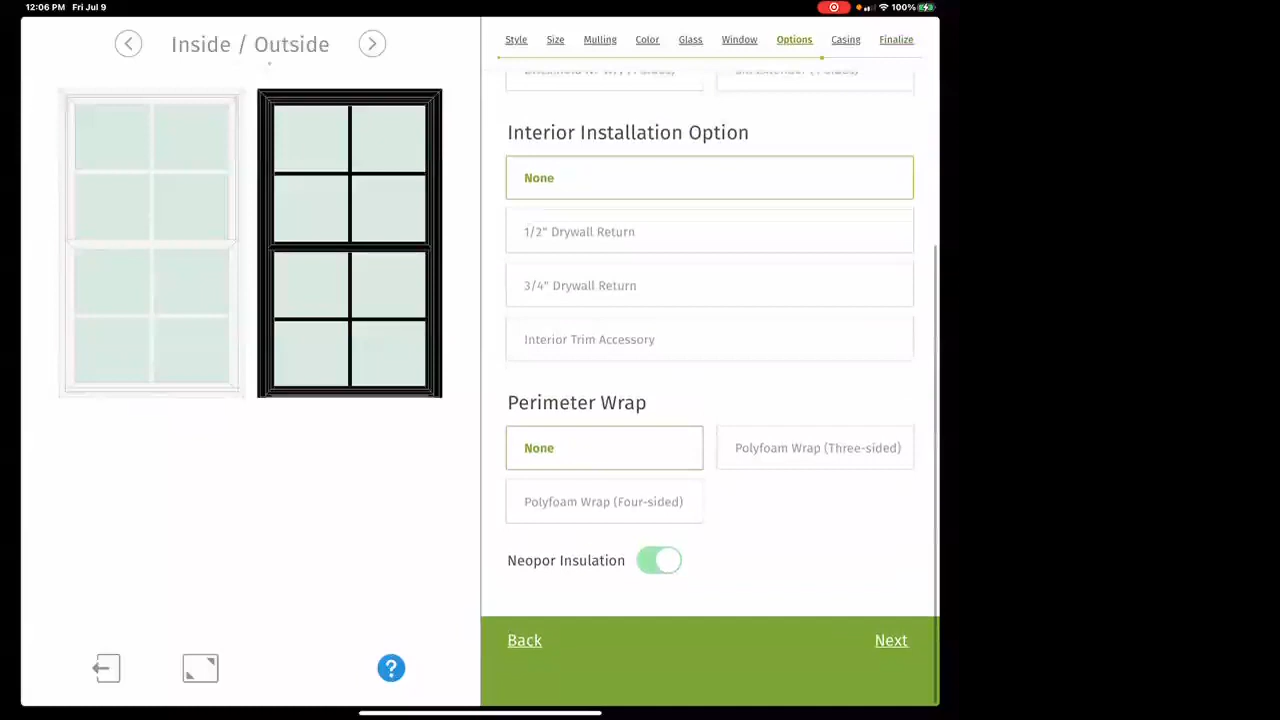 12:06 PM Fri Jul 9
100%
Inside / Outside
Style Size Mulling Color Glass Window Options Casing Finalize
Interior Installation Option
None
1/2" Drywall Return
3/4" Drywall Return
Interior Trim Accessory
Perimeter Wrap
None
Polyfoam Wrap (Three-sided)
Polyfoam Wrap (Four-sided)
Neopor Insulation
?
Back
Next